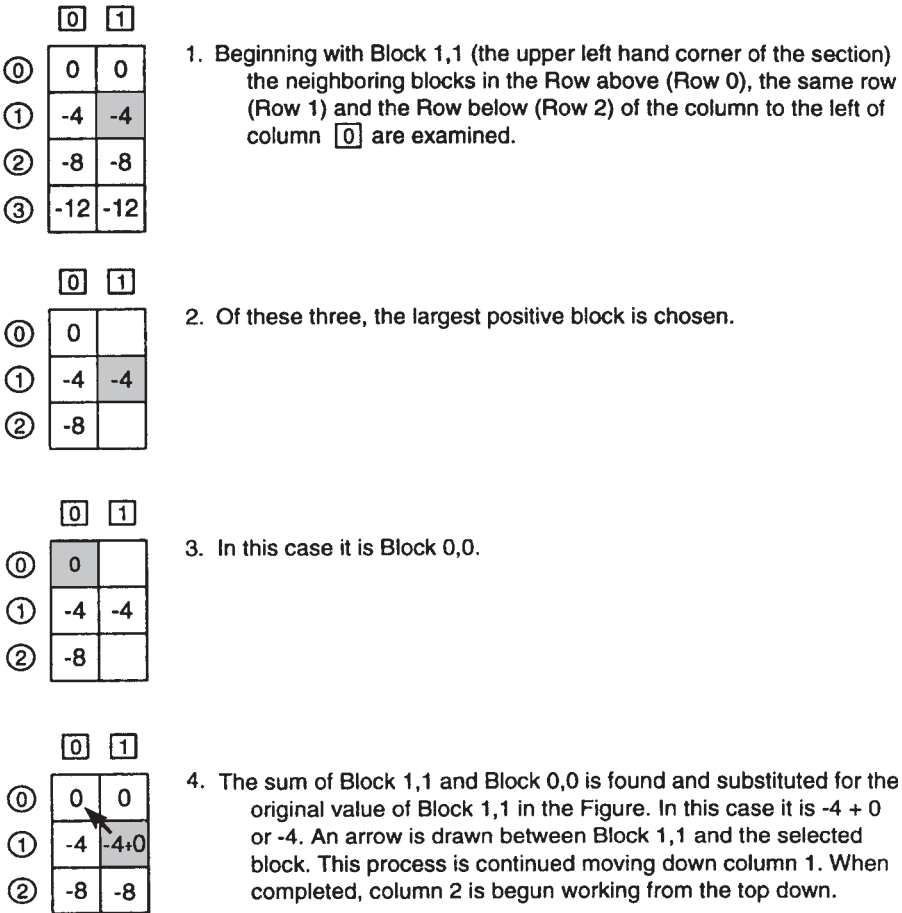 0 1
0 0 0
1. Beginning with Block 1,1 (the upper left hand corner of the section)
the neighboring blocks in the Row above (Row 0), the same row
1 -4 -4
(Row 1) and the Row below (Row 2) of the column to the left of
column 0 are examined.
2 -8 -8
3 -12 -12
0 1
2. Of these three, the largest positive block is chosen.
0 0
1 -4 -4
2 -8
0 1
3. In this case it is Block 0,0.
0 0
1 -4 -4
2 -8
0 1
4. The sum of Block 1,1 and Block 0,0 is found and substituted for the
0 0 0
original value of Block 1,1 in the Figure. In this case it is -4 + 0
1 -4 -4+0
or -4. An arrow is drawn between Block 1,1 and the selected
block. This process is continued moving down column 1. When
2 -8 -8
completed, column 2 is begun working from the top down.